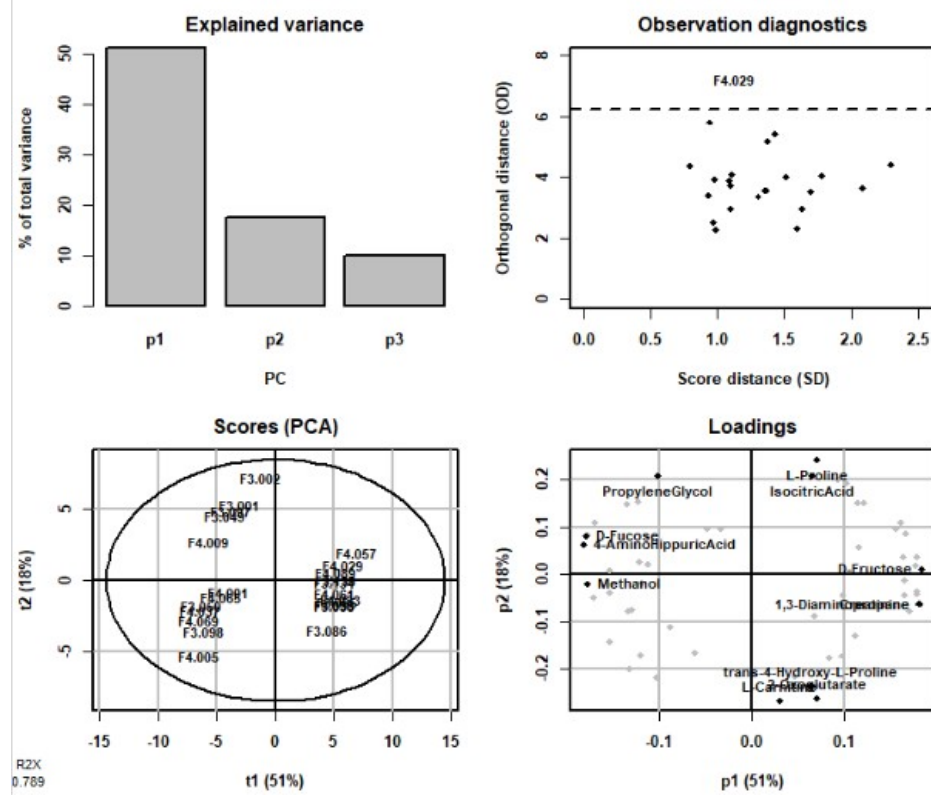 Explained variance
% of total variance
50
40
30
20
10
0
p1
p2
p3
PC
Observation diagnostics
Orthogonal distance (OD)
8
6
4
2
0
F4.029
0.0
0.5
1.0
1.5
2.0
2.5
Score distance (SD)
Scores (PCA)
t2 (18%)
5
0
-5
F3.002
F3.091
F4.009
F4.057
F4.029
F4.061
F3.086
F4.069
F3.098
F4.005
-15
-10
-5
0
5
10
15
t1 (51%)
R2X
0.789
Loadings
p2 (18%)
0.2
0.1
0.0
-0.1
-0.2
L-Proline
PropyleneGlycol
IsocitricAcid
D-Fucose
4-AminoHippuricAcid
D-Fructose
Methanol
trans-4-Hydroxy-L-Proline
-0.1
0.0
0.1
p1 (51%)